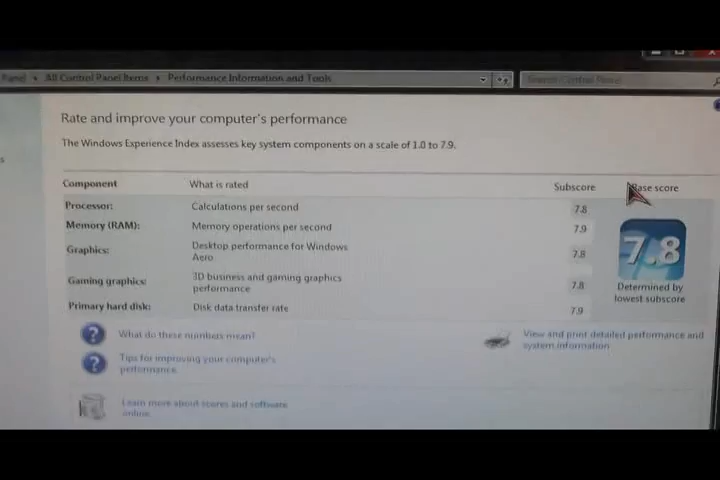 Panel ▸ All Control Panel Items ▸ Performance Information and Tools
Search Control Panel
Rate and improve your computer's performance
The Windows Experience Index assesses key system components on a scale of 1.0 to 7.9.
Component What is rated Subscore Base score
Processor: Calculations per second 7.8
Memory (RAM): Memory operations per second 7.9
Graphics: Desktop performance for Windows
Aero 7.8
Gaming graphics: 3D business and gaming graphics
performance 7.8
Primary hard disk: Disk data transfer rate 7.9
7.8
Determined by
lowest subscore
What do these numbers mean?
Tips for improving your computer's
performance.
View and print detailed performance and
system information
Learn more about scores and software
online.
s